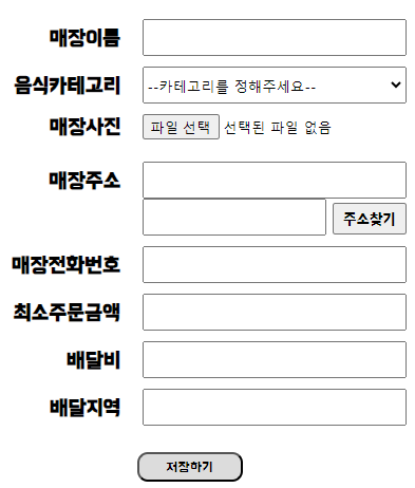 매장이름
음식카테고리 --카테고리를 정해주세요--
매장사진 파일 선택 선택된 파일 없음
매장주소
주소찾기
매장전화번호
최소주문금액
배달비
배달지역
저장하기